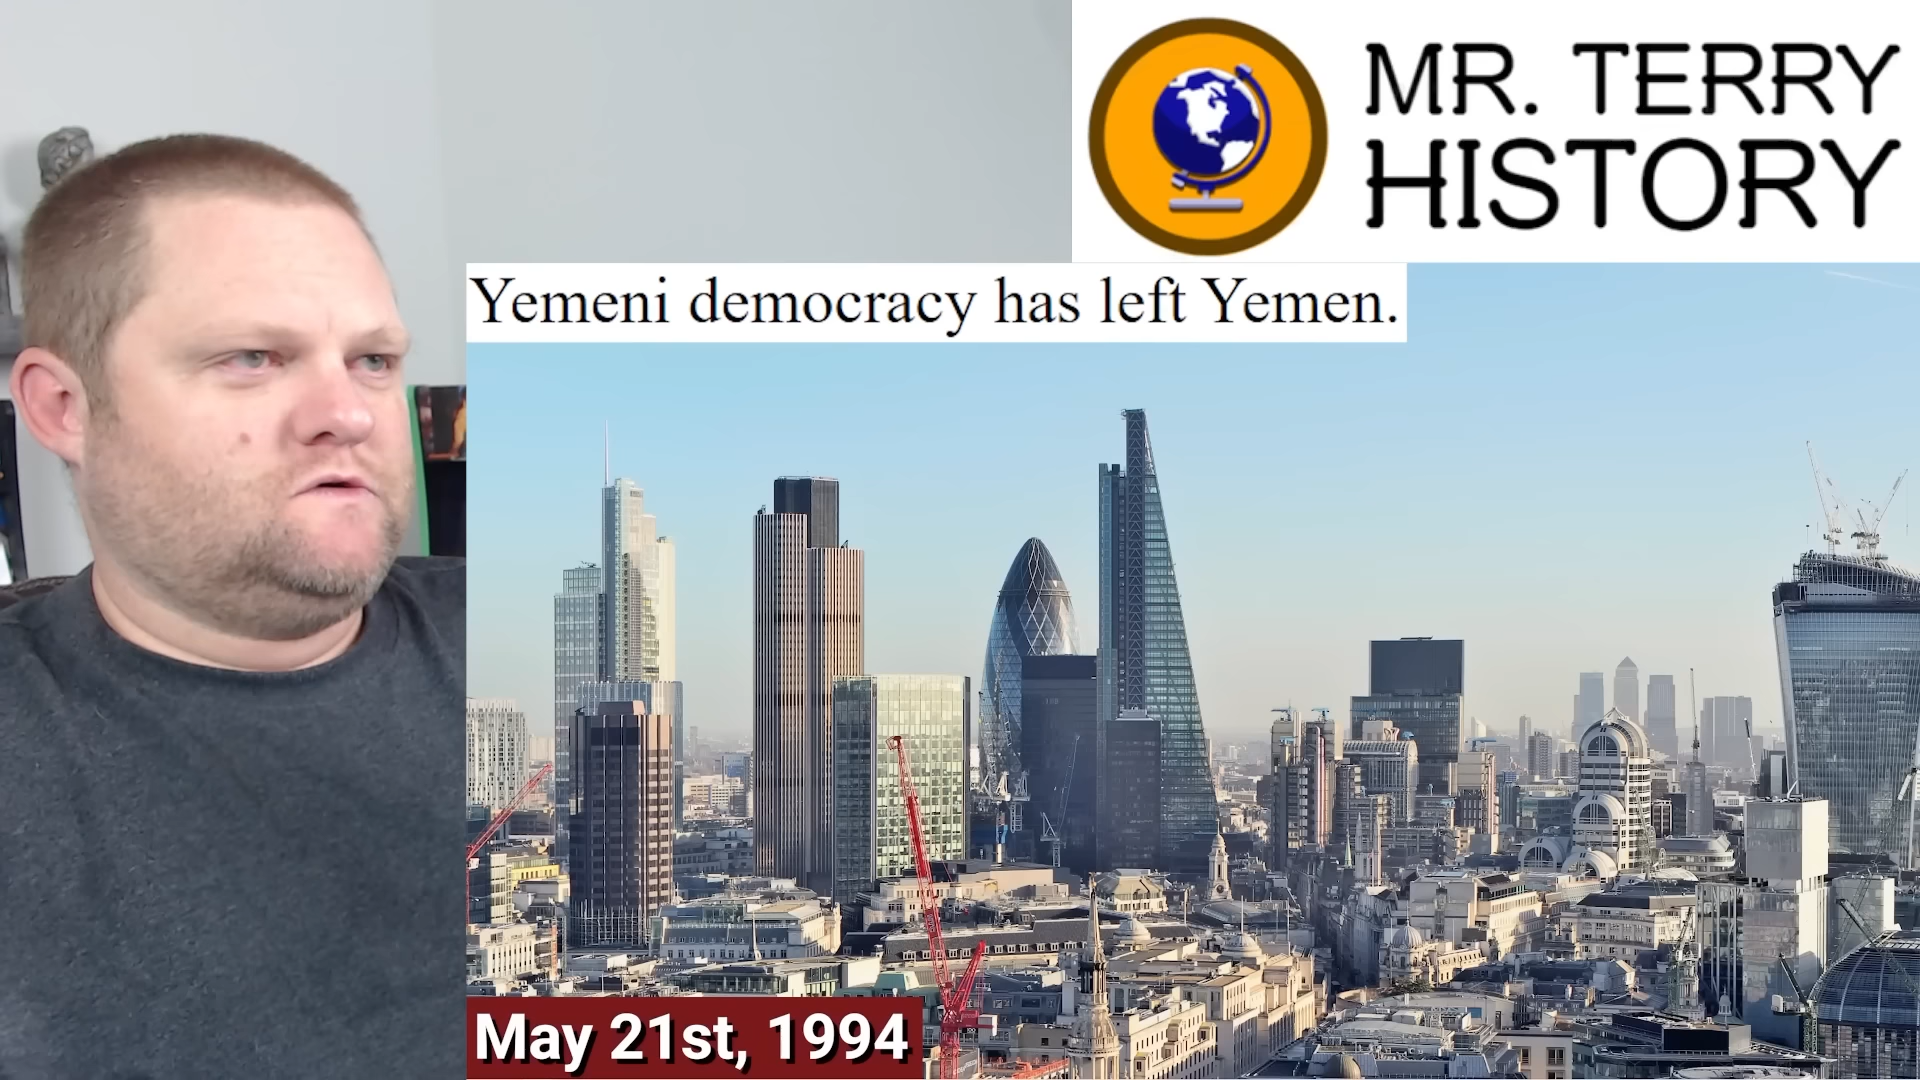 MR. TERRY
HISTORY
Yemeni democracy has left Yemen.
May 21st, 1994